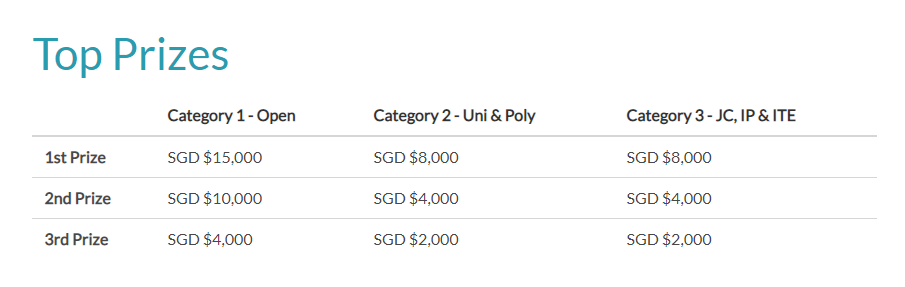 Top Prizes
Category 1 - Open Category 2 - Uni & Poly Category 3 - JC, IP & ITE
1st Prize SGD $15,000 SGD $8,000 SGD $8,000
2nd Prize SGD $10,000 SGD $4,000 SGD $4,000
3rd Prize SGD $4,000 SGD $2,000 SGD $2,000